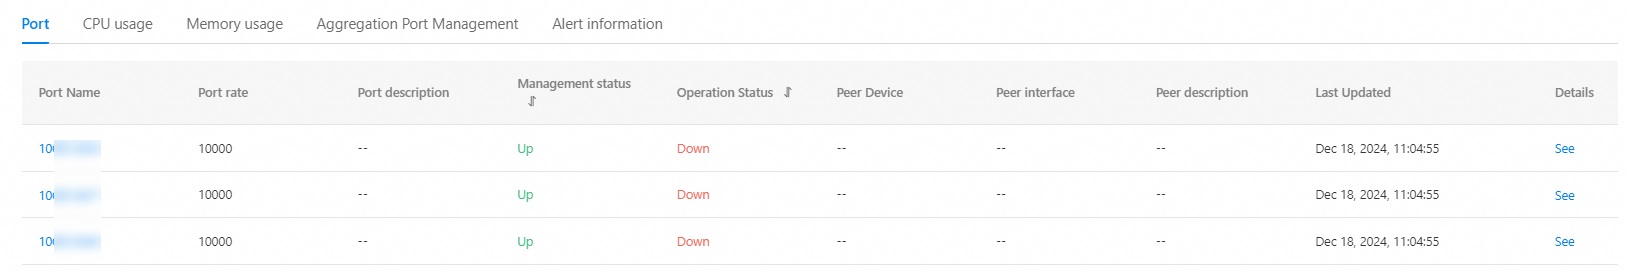 Port CPU usage Memory usage Aggregation Port Management Alert information
Port Name Port rate Port description Management status Operation Status Peer Device Peer interface Peer description Last Updated Details
10000 -- Up Down -- -- -- Dec 18, 2024, 11:04:55 See
10000 -- Up Down -- -- -- Dec 18, 2024, 11:04:55 See
10000 -- Up Down -- -- -- Dec 18, 2024, 11:04:55 See